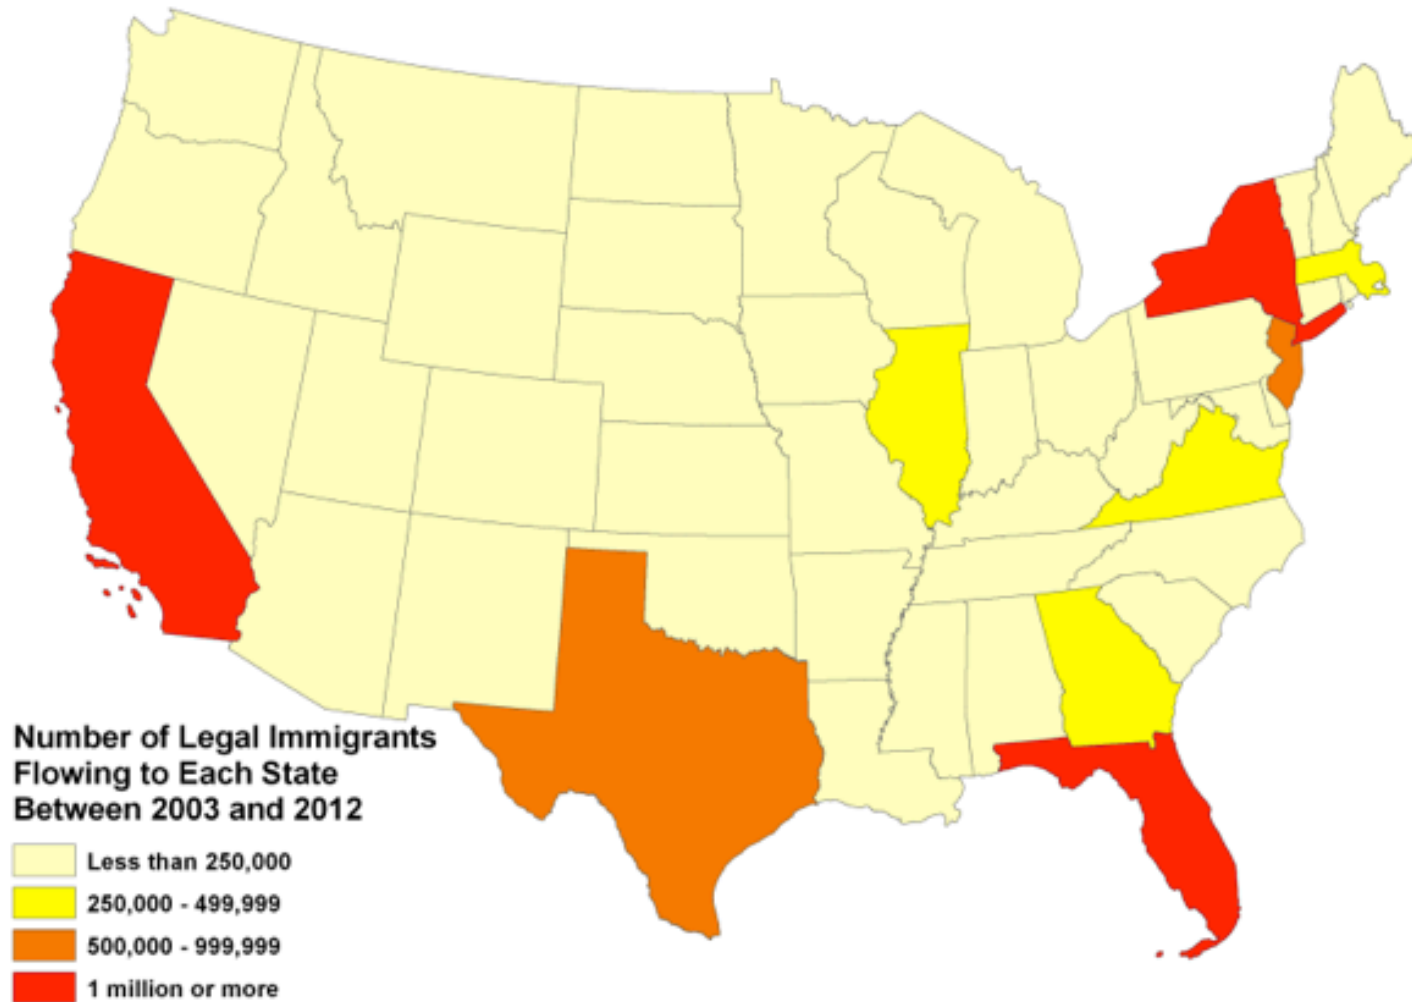 Number of Legal Immigrants
Flowing to Each State
Between 2003 and 2012
Less than 250,000
250,000 - 499,999
500,000 - 999,999
1 million or more